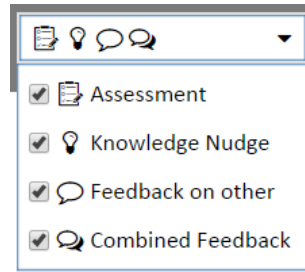 Assessment
Knowledge Nudge
Feedback on other
Combined Feedback